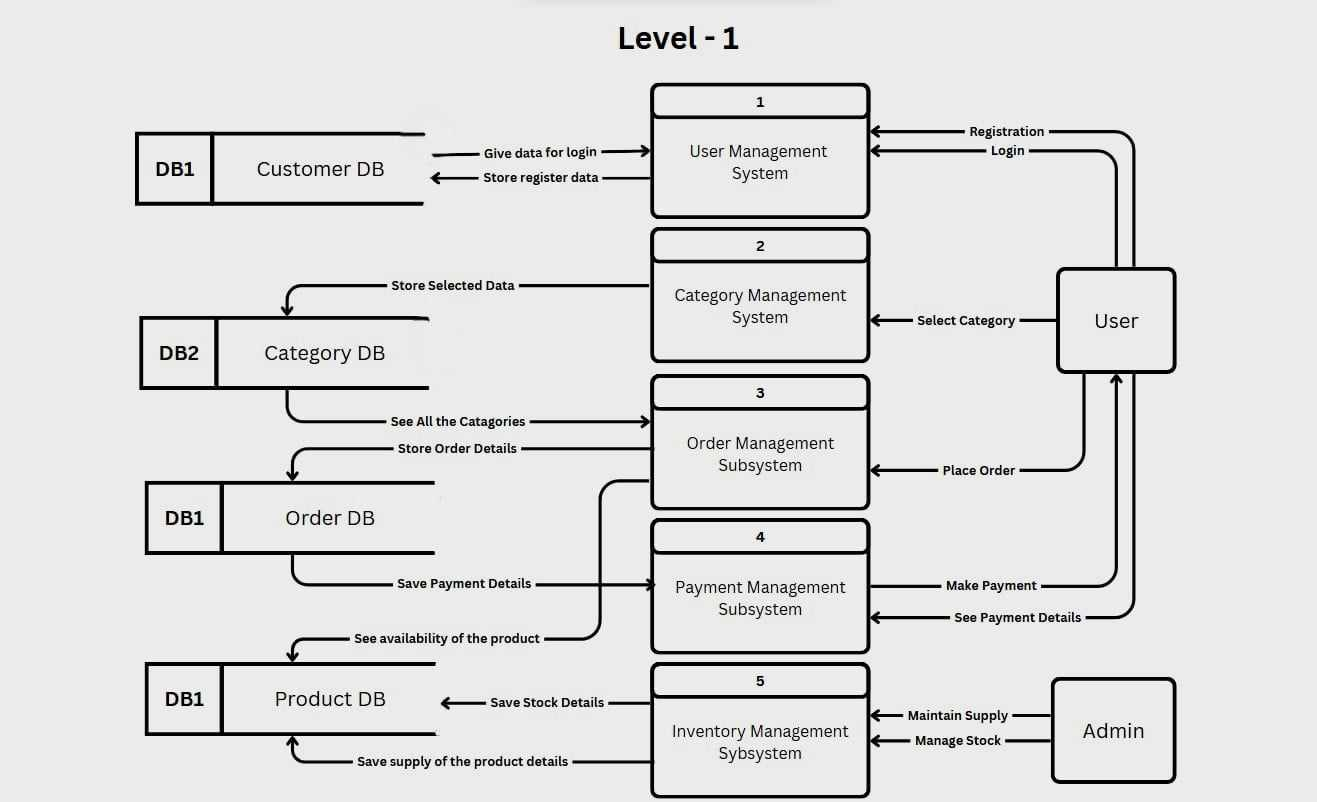 Level - 1
1
Registration
DB1
Customer DB
Give data for login
Store register data
User Management
System
Login
2
Store Selected Data
Category Management
System
Select Category
User
DB2
Category DB
3
See All the Catagories
Store Order Details
Order Management
Subsystem
Place Order
DB1
Order DB
4
Save Payment Details
Payment Management
Subsystem
Make Payment
See Payment Details
See availability of the product
5
DB1
Product DB
Save Stock Details
Inventory Management
Sybsystem
Maintain Supply
Manage Stock
Admin
Save supply of the product details